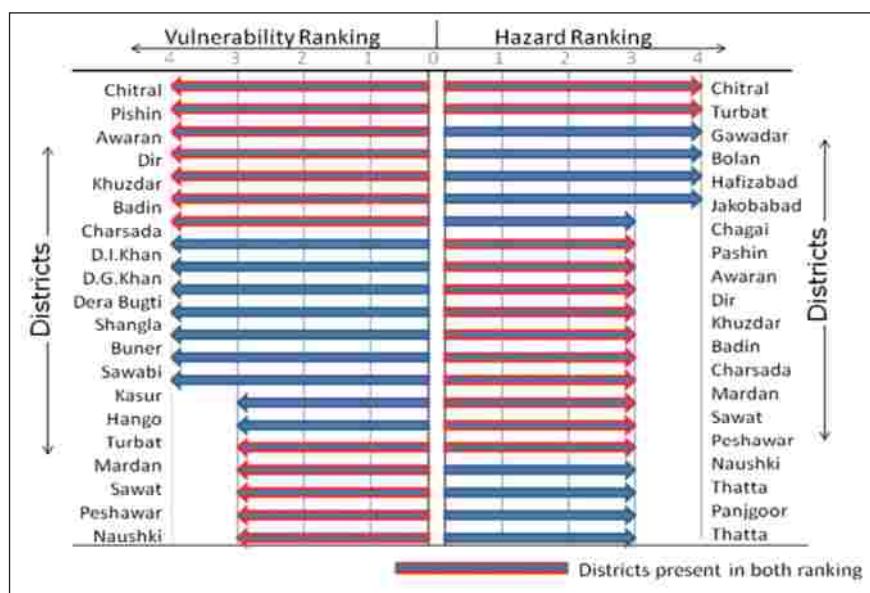 Vulnerability Ranking Hazard Ranking
4 3 2 1 0 1 2 3 4
Chitral Chitral
Pishin Turbat
Awaran Gawadar
Dir Bolan
Khuzdar Hafizabad
Badin Jakobabad
Charsada Chagai
D.I.Khan Pashin
D.G.Khan Awaran
Dera Bugti Dir
Shangla Khuzdar
Buner Badin
Sawabi Charsada
Kasur Mardan
Hango Sawat
Turbat Peshawar
Mardan Naushki
Sawat Thatta
Peshawar Panjgoor
Naushki Thatta
Districts
Districts
Districts present in both ranking